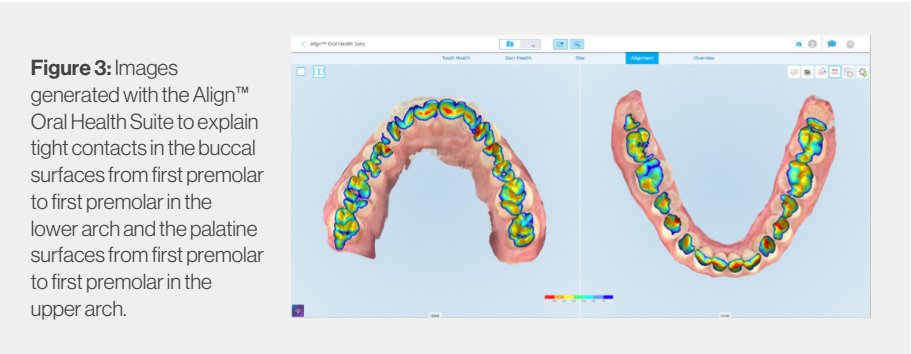 Figure 3: Images
generated with the Align™
Oral Health Suite to explain
tight contacts in the buccal
surfaces from first premolar
to first premolar in the
lower arch and the palatine
surfaces from first premolar
to first premolar in the
upper arch.
Align™ Oral Health Suite
Tooth Health Gum Health Bite Alignment Overview
Upper Lower